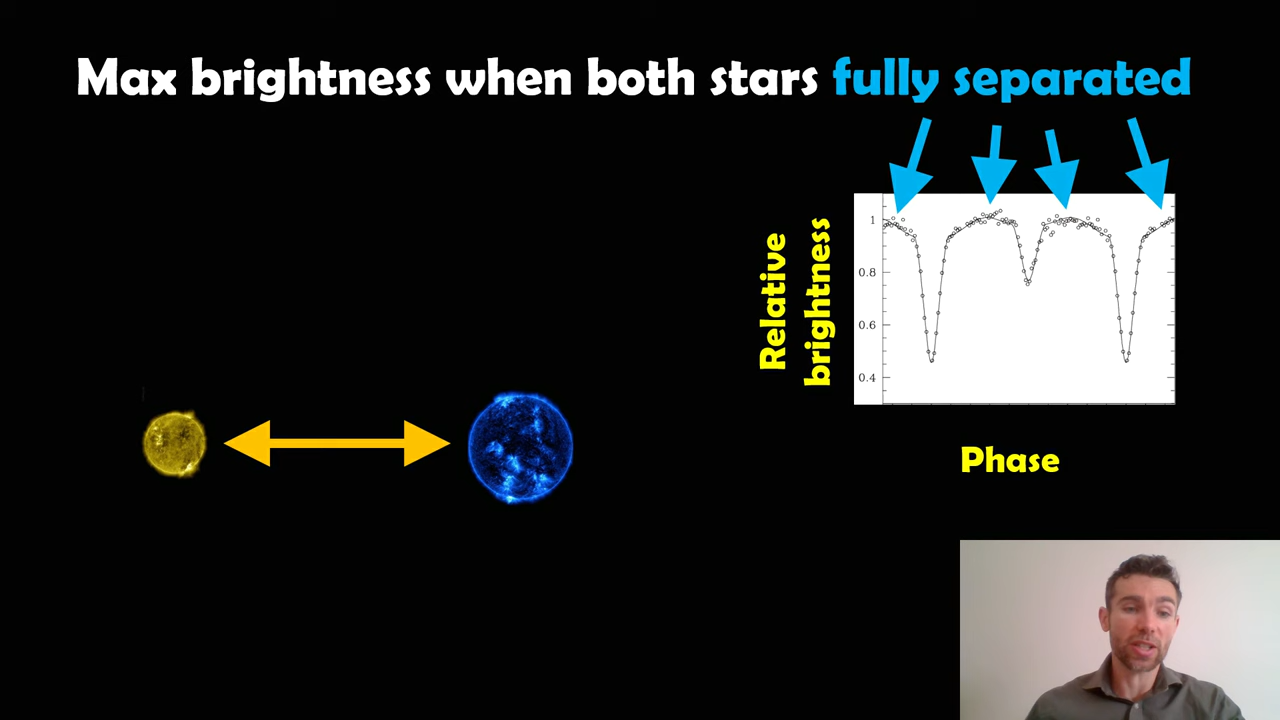 Max brightness when both stars fully separated
Relative
brightness
1
0.8
0.6
0.4
Phase